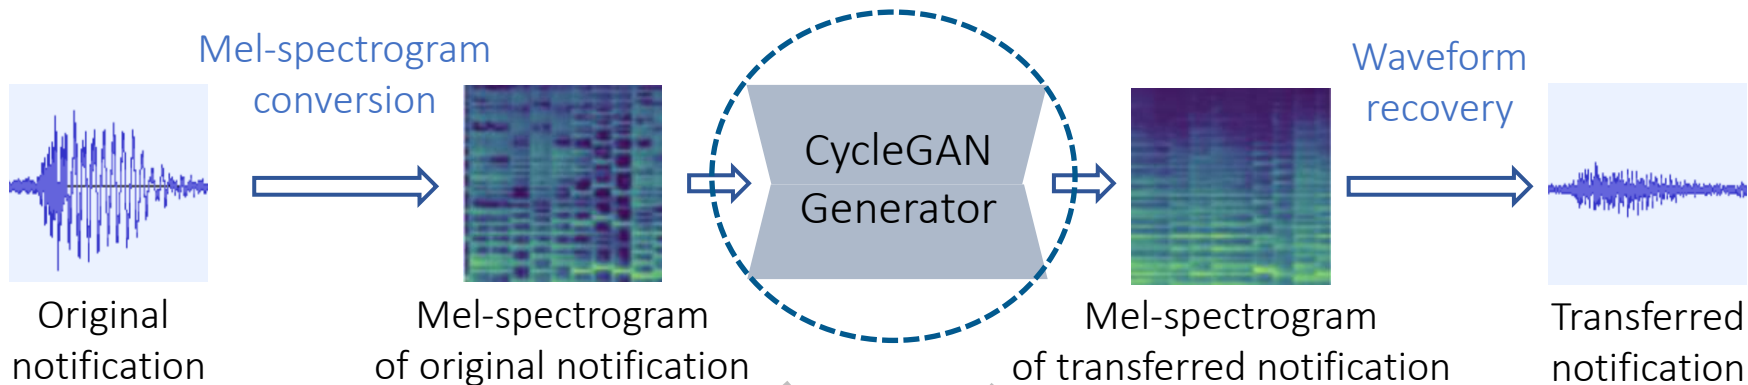 Mel-spectrogram
conversion
Waveform
recovery
CycleGAN
Generator
Original
notification
Mel-spectrogram
of original notification
Mel-spectrogram
of transferred notification
Transferred
notification